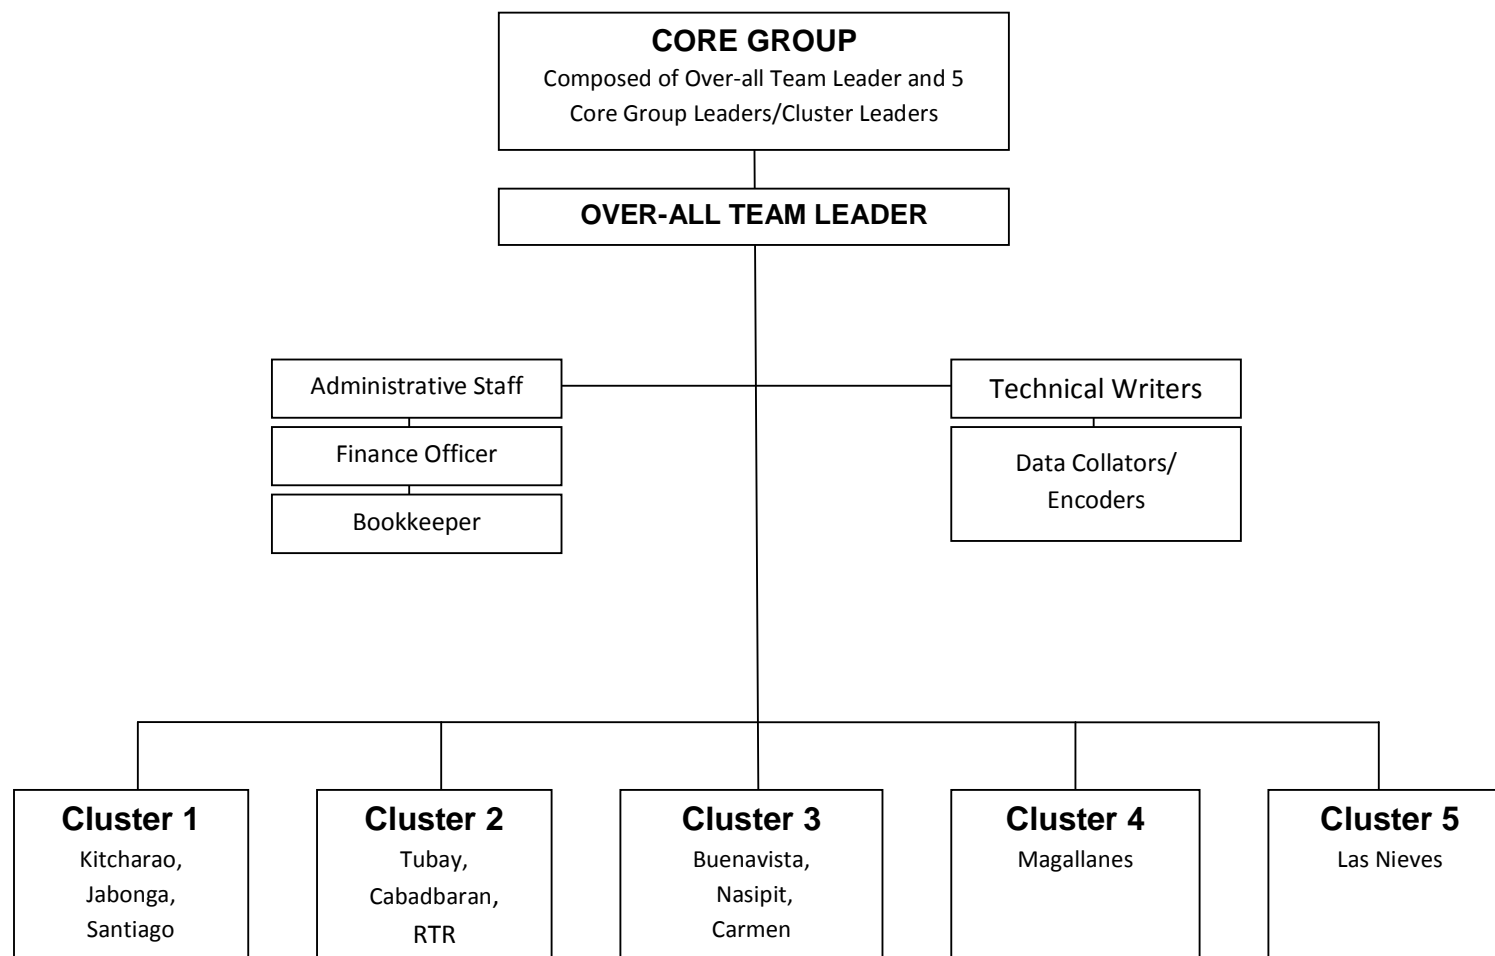 CORE GROUP
Composed of Over-all Team Leader and 5
Core Group Leaders/Cluster Leaders
OVER-ALL TEAM LEADER
Administrative Staff
Finance Officer
Bookkeeper
Technical Writers
Data Collators/
Encoders
Cluster 1
Kitcharao,
Jabonga,
Santiago
Cluster 2
Tubay,
Cabadbaran,
RTR
Cluster 3
Buenavista,
Nasipit,
Carmen
Cluster 4
Magallanes
Cluster 5
Las Nieves